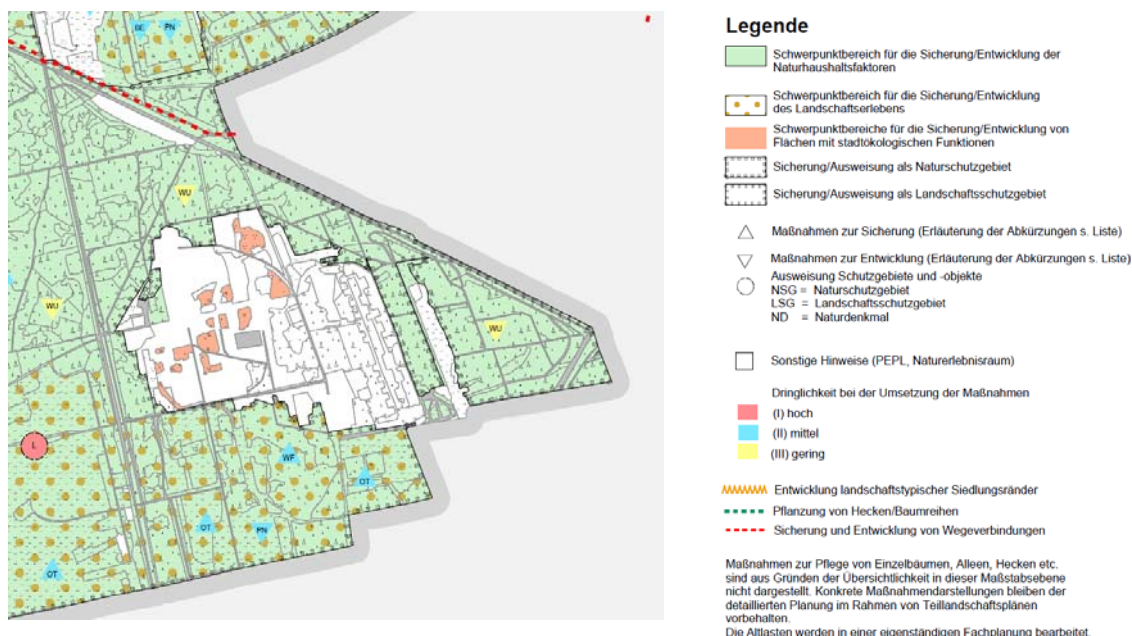 BE
PN
WU
WU
WU
L
WF
OT
OT
PN
OT
Legende
Schwerpunktbereich für die Sicherung/Entwicklung der
Naturhaushaltsfaktoren
Schwerpunktbereich für die Sicherung/Entwicklung
des Landschaftserlebens
Schwerpunktbereiche für die Sicherung/Entwicklung von
Flächen mit stadtökologischen Funktionen
Sicherung/Ausweisung als Naturschutzgebiet
Sicherung/Ausweisung als Landschaftsschutzgebiet
Maßnahmen zur Sicherung (Erläuterung der Abkürzungen s. Liste)
Maßnahmen zur Entwicklung (Erläuterung der Abkürzungen s. Liste)
Ausweisung Schutzgebiete und -objekte
NSG = Naturschutzgebiet
LSG = Landschaftsschutzgebiet
ND = Naturdenkmal
Sonstige Hinweise (PEPL, Naturerlebnisraum)
Dringlichkeit bei der Umsetzung der Maßnahmen
(I) hoch
(II) mittel
(III) gering
Entwicklung landschaftstypischer Siedlungsränder
Pflanzung von Hecken/Baumreihen
Sicherung und Entwicklung von Wegeverbindungen
Maßnahmen zur Pflege von Einzelbäumen, Alleen, Hecken etc.
sind aus Gründen der Übersichtlichkeit in dieser Maßstabsebene
nicht dargestellt. Konkrete Maßnahmendarstellungen bleiben der
detaillierten Planung im Rahmen von Teillandschaftsplänen
vorbehalten.
Die Altlasten werden in einer eigenständigen Fachplanung bearbeitet.